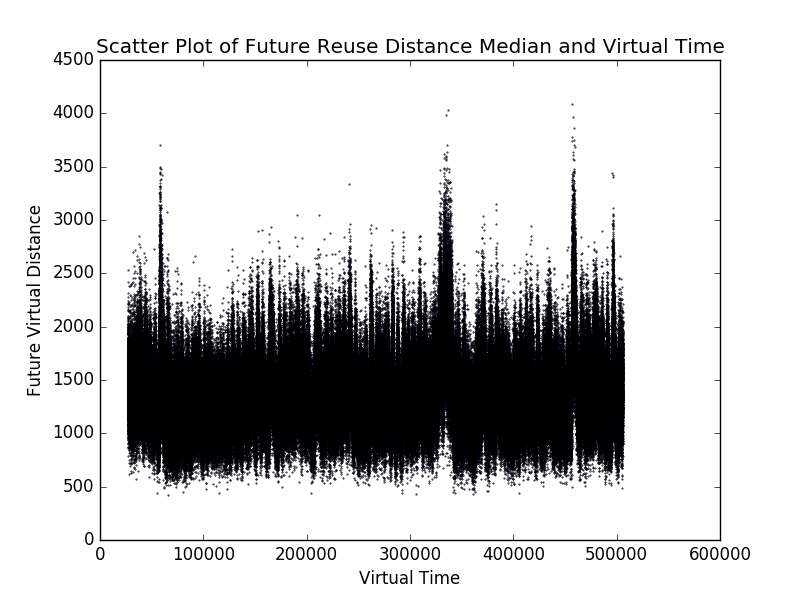 Scatter Plot of Future Reuse Distance Median and Virtual Time
4500
4000
3500
3000
2500
2000
1500
1000
500
0
Future Virtual Distance
0 100000 200000 300000 400000 500000 600000
Virtual Time